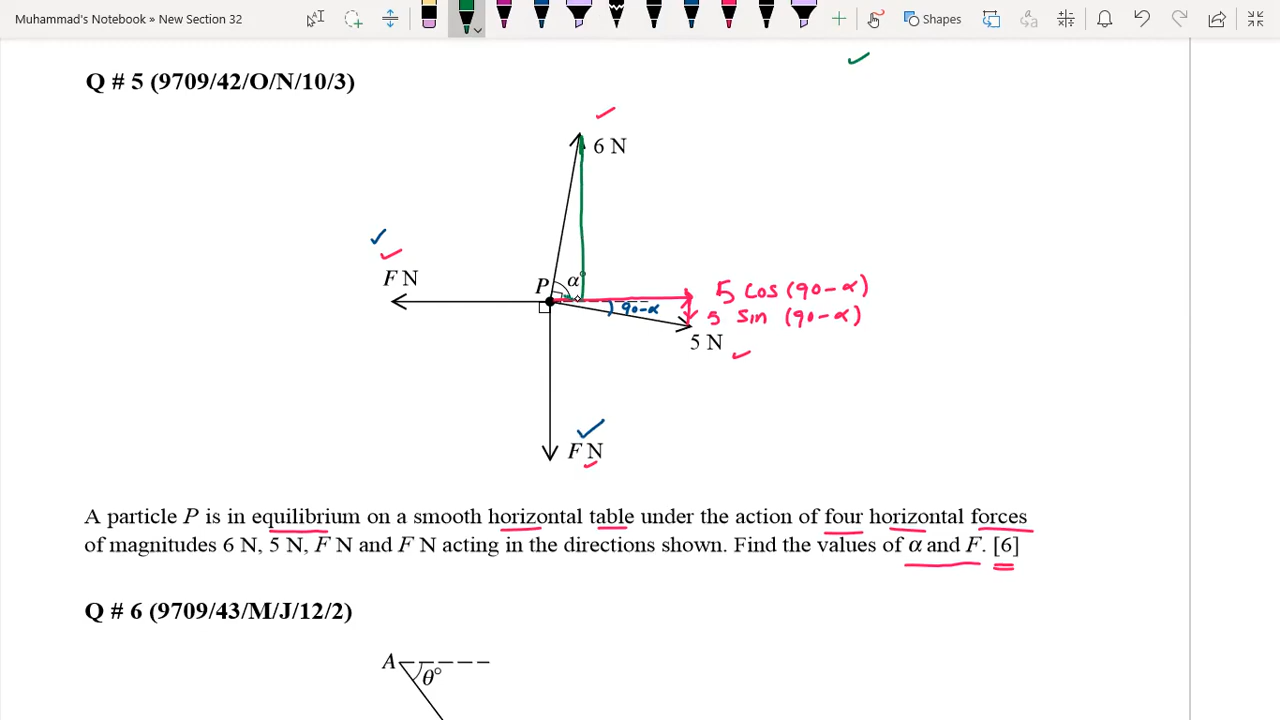 Muhammad's Notebook » New Section 32
Shapes
Q # 5 (9709/42/O/N/10/3)
6 N
F N
P
α°
5 cos (90-α)
90-α
5 sin (90-α)
5 N
F N
A particle P is in equilibrium on a smooth horizontal table under the action of four horizontal forces
of magnitudes 6 N, 5 N, F N and F N acting in the directions shown. Find the values of α and F. [6]
Q # 6 (9709/43/M/J/12/2)
A
θ°